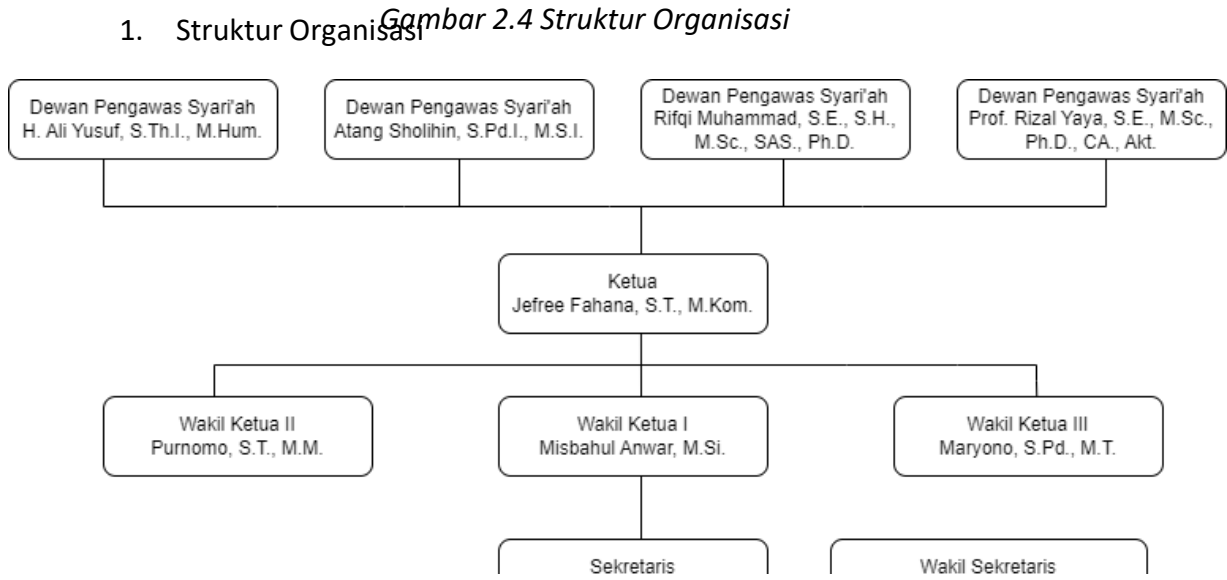 Gambar 2.4 Struktur Organisasi
1. Struktur Organisasi
Dewan Pengawas Syari'ah
H. Ali Yusuf, S.Th.I., M.Hum.
Dewan Pengawas Syari'ah
Atang Sholihin, S.Pd.I., M.S.I.
Dewan Pengawas Syari'ah
Rifqi Muhammad, S.E., S.H.,
M.Sc., SAS., Ph.D.
Dewan Pengawas Syari'ah
Prof. Rizal Yaya, S.E., M.Sc.,
Ph.D., CA., Akt.
Ketua
Jefree Fahana, S.T., M.Kom.
Wakil Ketua II
Purnomo, S.T., M.M.
Wakil Ketua I
Misbahul Anwar, M.Si.
Wakil Ketua III
Maryono, S.Pd., M.T.
Sekretaris
Wakil Sekretaris